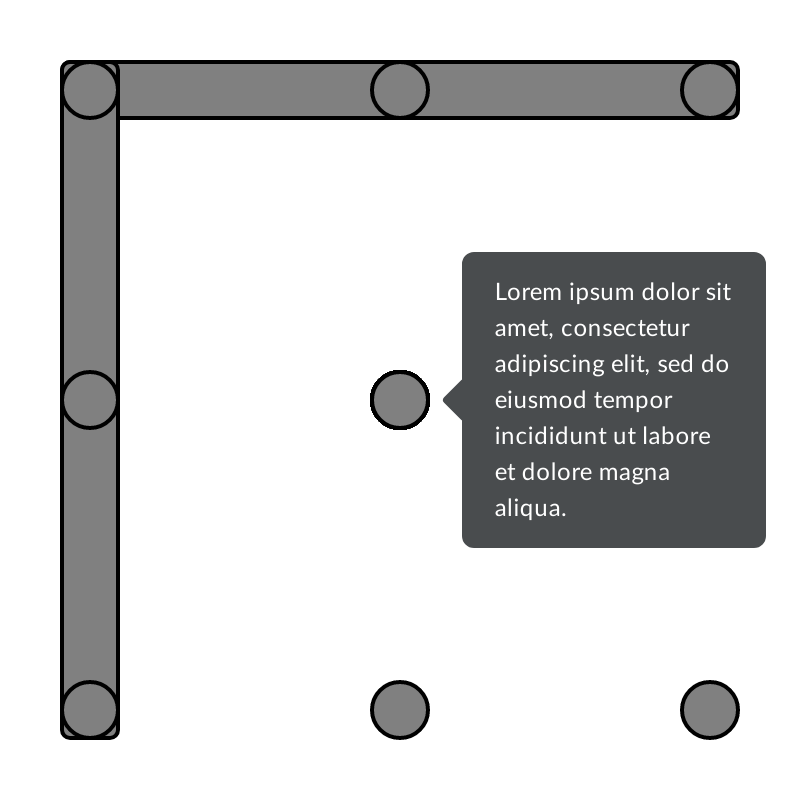 Lorem ipsum dolor sit
amet, consectetur
adipiscing elit, sed do
eiusmod tempor
incididunt ut labore
et dolore magna
aliqua.